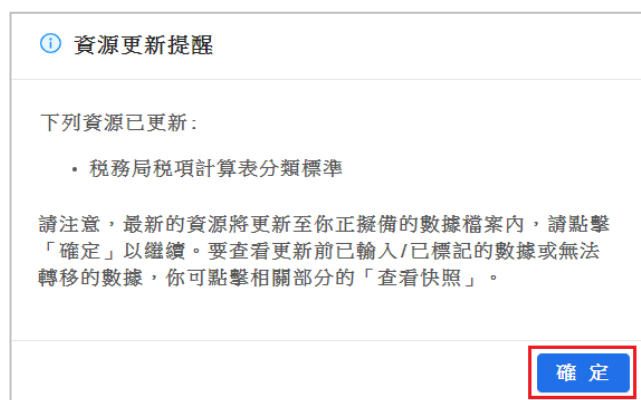 資源更新提醒
下列資源已更新:
• 稅務局稅項計算表分類標準
請注意，最新的資源將更新至你正擬備的數據檔案內，請點擊
「確定」以繼續。要查看更新前已輸入/已標記的數據或無法
轉移的數據，你可點擊相關部分的「查看快照」。
確 定